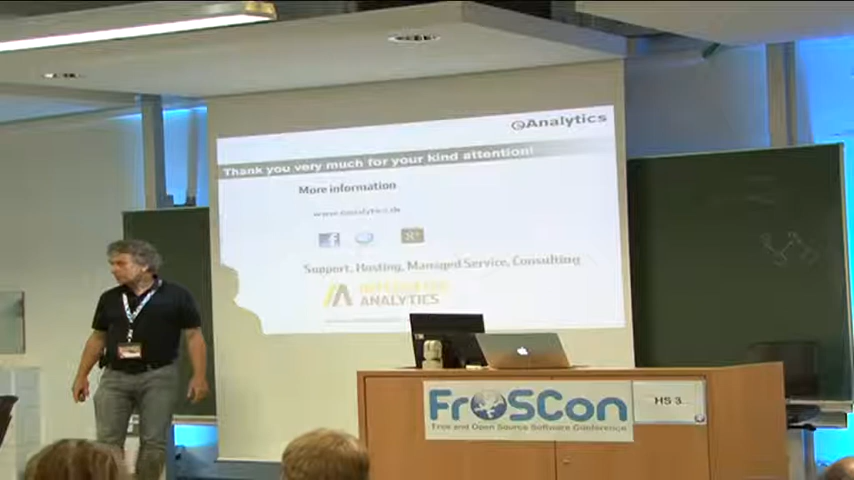 Analytics
Thank you very much for your kind attention!
More information
f
g+
Support, Hosting, Managed Service, Consulting
ANALYTICS
FrOSCon
Free and Open Source Software Conference
HS 3